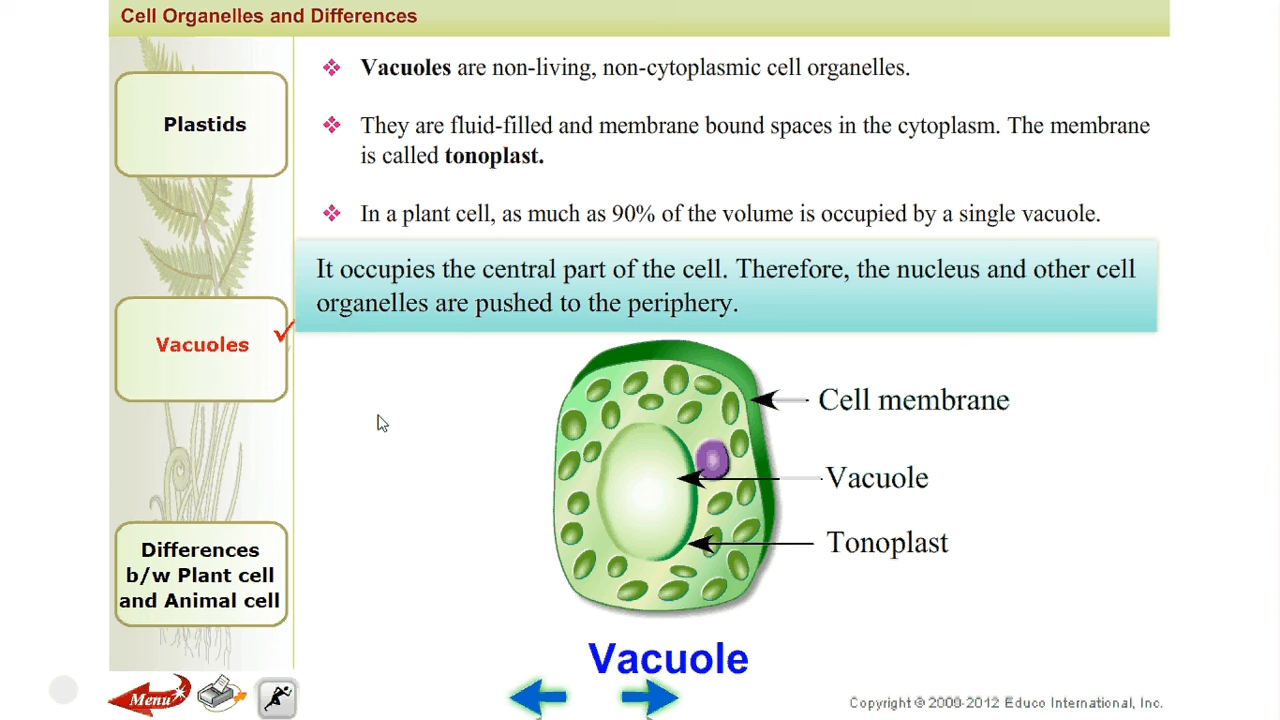 Cell Organelles and Differences
Plastids
Vacuoles
Differences
b/w Plant cell
and Animal cell
Vacuoles are non-living, non-cytoplasmic cell organelles.
They are fluid-filled and membrane bound spaces in the cytoplasm. The membrane
is called tonoplast.
In a plant cell, as much as 90% of the volume is occupied by a single vacuole.
It occupies the central part of the cell. Therefore, the nucleus and other cell
organelles are pushed to the periphery.
Cell membrane
Vacuole
Tonoplast
Vacuole
Menu
Copyright © 2009-2012 Educo International, Inc.